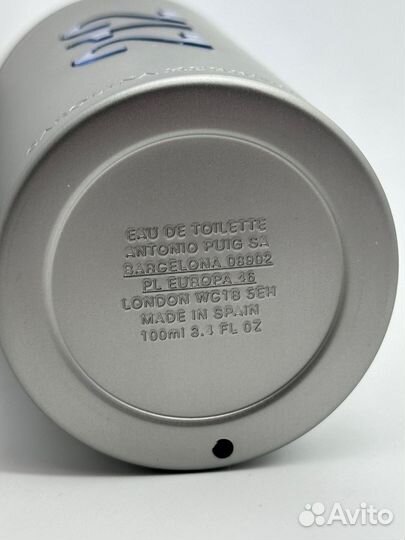 EAU DE TOILETTE
ANTONIO PUIG SA
BARCELONA 08902
PL EUROPA 46
LONDON WC1B 5EH
MADE IN SPAIN
100ml 3.4 FL OZ
Avito